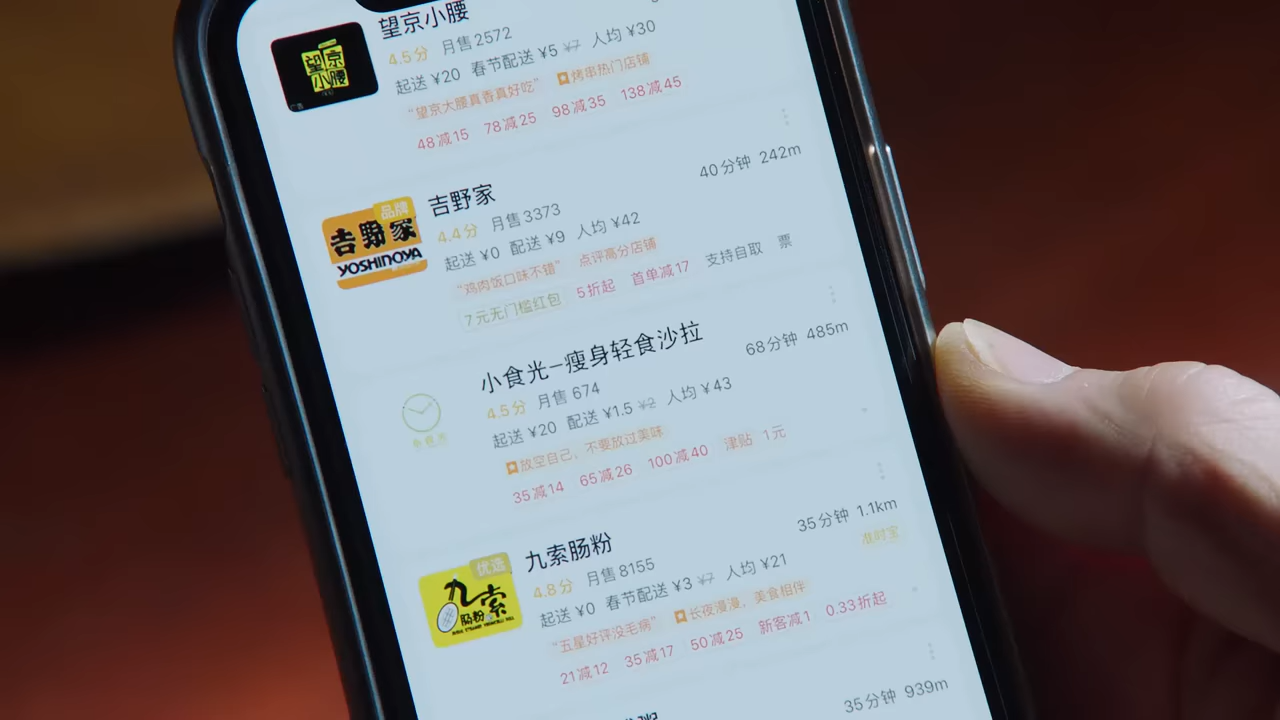 望京小腰
望京
小腰
4.5分 月售2572
起送 ¥20 春节配送 ¥5 ¥7 人均 ¥30
“望京大腰真香真好吃” 烤串热门店铺
48减15 78减25 98减35 138减45
品牌
吉野家
YOSHINOYA
吉野家
40分钟 242m
4.4分 月售3373
起送 ¥0 配送 ¥9 人均 ¥42
“鸡肉饭口味不错” 点评高分店铺
7元无门槛红包 5折起 首单减17 支持自取 票
小食光-瘦身轻食沙拉
68分钟 485m
4.5分 月售 674
起送 ¥20 配送 ¥1.5 ¥2 人均 ¥43
放空自己,不要放过美味
35减14 65减26 100减40 津贴 1元
优选
九索
肠粉
九索肠粉
35分钟 1.1km
4.8分 月售8155
准时宝
起送 ¥0 春节配送 ¥3 ¥7 人均 ¥21
“五星好评没毛病” 长夜漫漫,美食相伴
21减12 35减17 50减25 新客减1 0.33折起
35分钟 939m